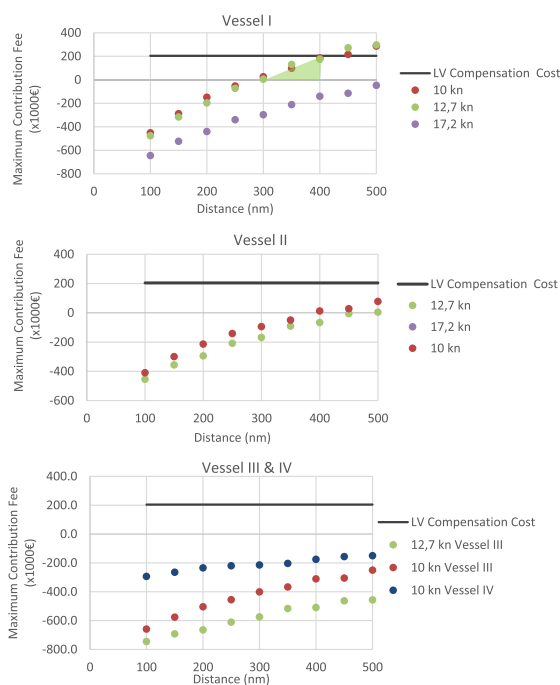 Vessel I
Maximum Contribution Fee
(x1000€)
400
200
0
-200
-400
-600
-800
0
100
200
300
400
500
Distance (nm)
LV Compensation Cost
10 kn
12,7 kn
17,2 kn
Vessel II
Maximum Contribution Fee
(x1000€)
400
200
0
-200
-400
-600
0
100
200
300
400
500
Distance (nm)
LV Compensation Cost
12,7 kn
17,2 kn
10 kn
Vessel III & IV
Maximum Contribution Fee
(x1000€)
400.0
200.0
0.0
-200.0
-400.0
-600.0
-800.0
0
100
200
300
400
500
Distance (nm)
LV Compensation Cost
12,7 kn Vessel III
10 kn Vessel III
10 kn Vessel IV